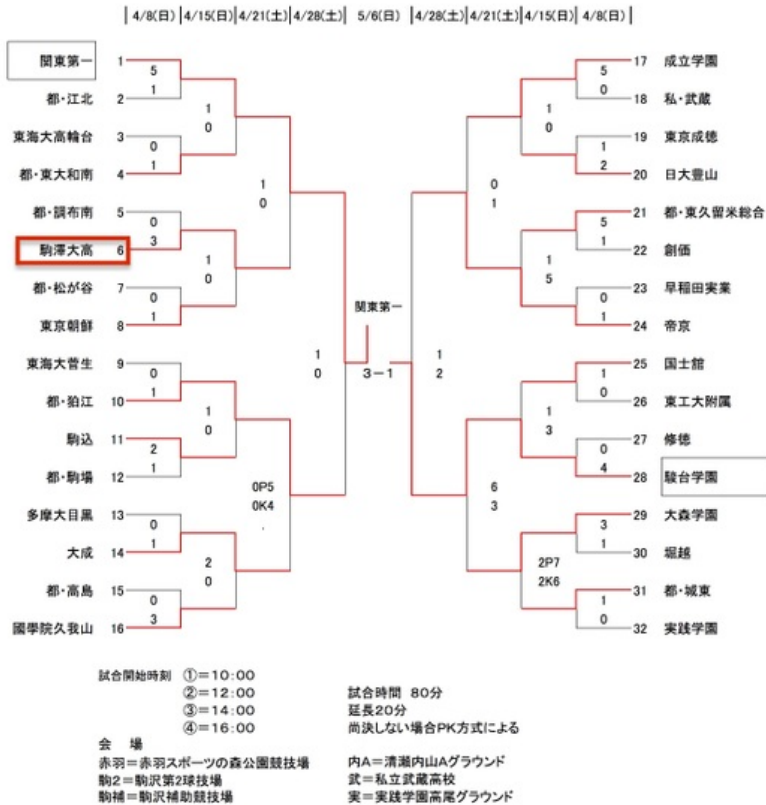 4/8(日) 4/15(日) 4/21(土) 4/28(土) 5/6(日) 4/28(土) 4/21(土) 4/15(日) 4/8(日)
関東第一 1
都・江北 2
東海大高輪台 3
都・東大和南 4
都・調布南 5
駒澤大高 6
都・松が谷 7
東京朝鮮 8
東海大菅生 9
都・狛江 10
駒込 11
都・駒場 12
多摩大目黒 13
大成 14
都・高島 15
國學院久我山 16
5
1
0
1
0
3
0
1
0
1
2
1
0
1
0
3
1
0
1
0
1
0
2
0
1
0
0P5
0K4
.
1
0
関東第一
3-1
1
2
0
1
6
3
1
0
1
5
1
3
2P7
2K6
5
0
1
2
5
1
0
1
1
0
0
4
3
1
1
0
17 成立学園
18 私・武蔵
19 東京成徳
20 日大豊山
21 都・東久留米総合
22 創価
23 早稲田実業
24 帝京
25 国士舘
26 東工大附属
27 修徳
28 駿台学園
29 大森学園
30 堀越
31 都・城東
32 実践学園
試合開始時刻 ①=10:00
②=12:00
③=14:00
④=16:00
試合時間 80分
延長20分
尚決しない場合PK方式による
会 場
赤羽=赤羽スポーツの森公園競技場
駒2=駒沢第2球技場
駒補=駒沢補助競技場
内A=清瀬内山Aグラウンド
武=私立武蔵高校
実=実践学園高尾グラウンド